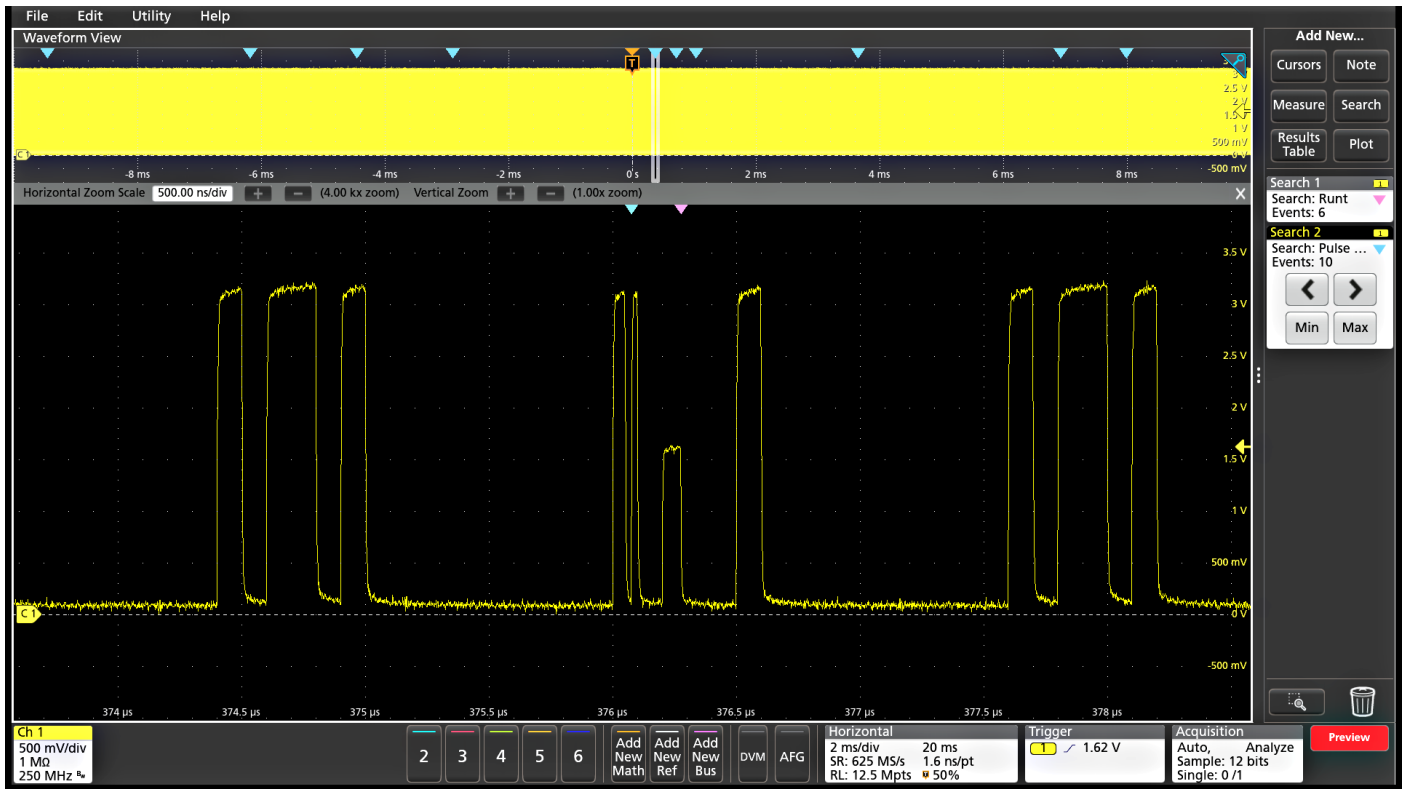 File Edit Utility Help
Waveform View
Add New...
Cursors Note
Measure Search
Results Table Plot
T
2.5 V
2 V
1.5 V
1 V
500 mV
0 V
-500 mV
C 1
-8 ms -6 ms -4 ms -2 ms 0 s 2 ms 4 ms 6 ms 8 ms
Horizontal Zoom Scale 500.00 ns/div + - (4.00 kx zoom) Vertical Zoom + - (1.00x zoom) X
Search 1 1
Search: Runt
Events: 6
Search 2 1
Search: Pulse ...
Events: 10
Min Max
3.5 V
3 V
2.5 V
2 V
1.5 V
1 V
500 mV
C 1
0 V
-500 mV
374 µs 374.5 µs 375 µs 375.5 µs 376 µs 376.5 µs 377 µs 377.5 µs 378 µs
Ch 1
500 mV/div
1 MΩ
250 MHz
2 3 4 5 6
Add New Math
Add New Ref
Add New Bus
DVM AFG
Horizontal
2 ms/div 20 ms
SR: 625 MS/s 1.6 ns/pt
RL: 12.5 Mpts 50%
Trigger
1 1.62 V
Acquisition
Auto, Analyze
Sample: 12 bits
Single: 0 /1
Preview